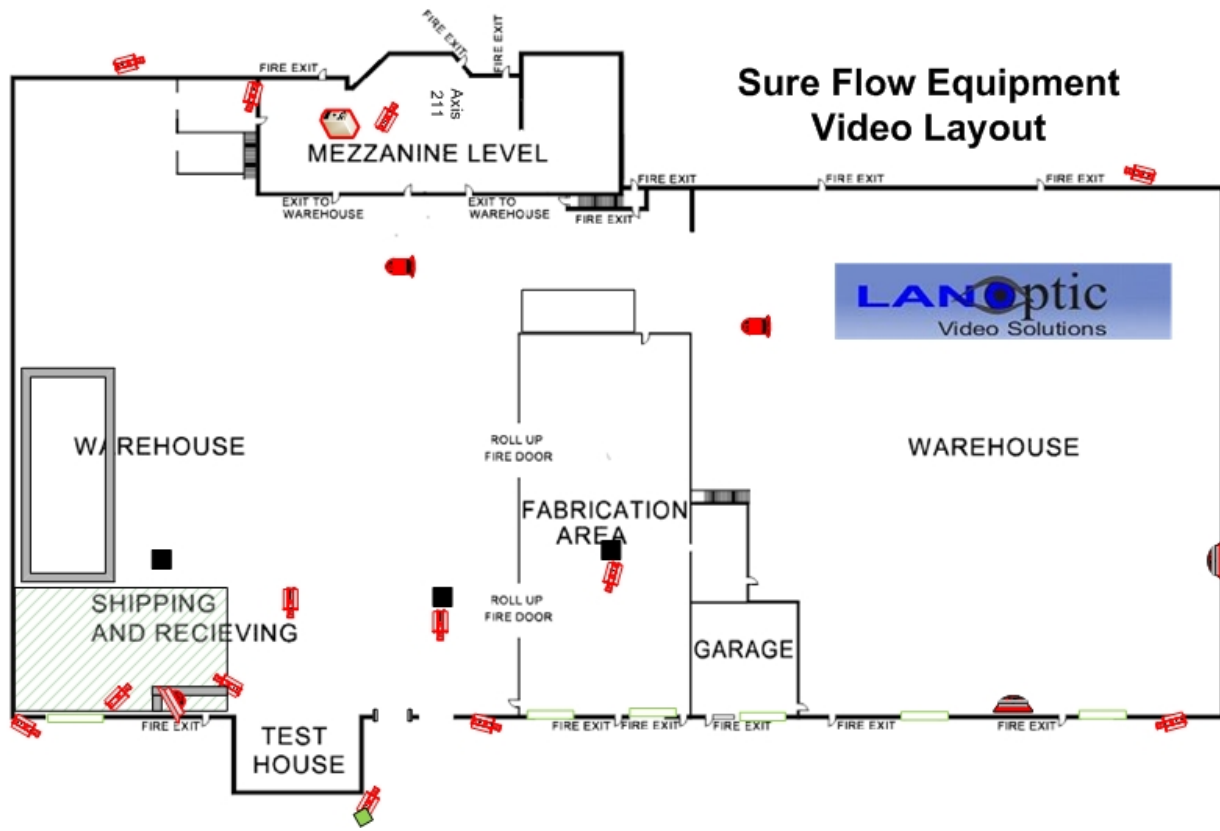 Sure Flow Equipment
Video Layout
FIRE EXIT
FIRE EXIT
FIRE EXIT
Axis
211
MEZZANINE LEVEL
EXIT TO
WAREHOUSE
EXIT TO
WAREHOUSE
FIRE EXIT
FIRE EXIT
FIRE EXIT
FIRE EXIT
LANOptic
Video Solutions
WAREHOUSE
ROLL UP
FIRE DOOR
WAREHOUSE
FABRICATION
AREA
SHIPPING
AND RECIEVING
ROLL UP
FIRE DOOR
GARAGE
FIRE EXIT
FIRE EXIT
FIRE EXIT
FIRE EXIT
FIRE EXIT
FIRE EXIT
TEST
HOUSE